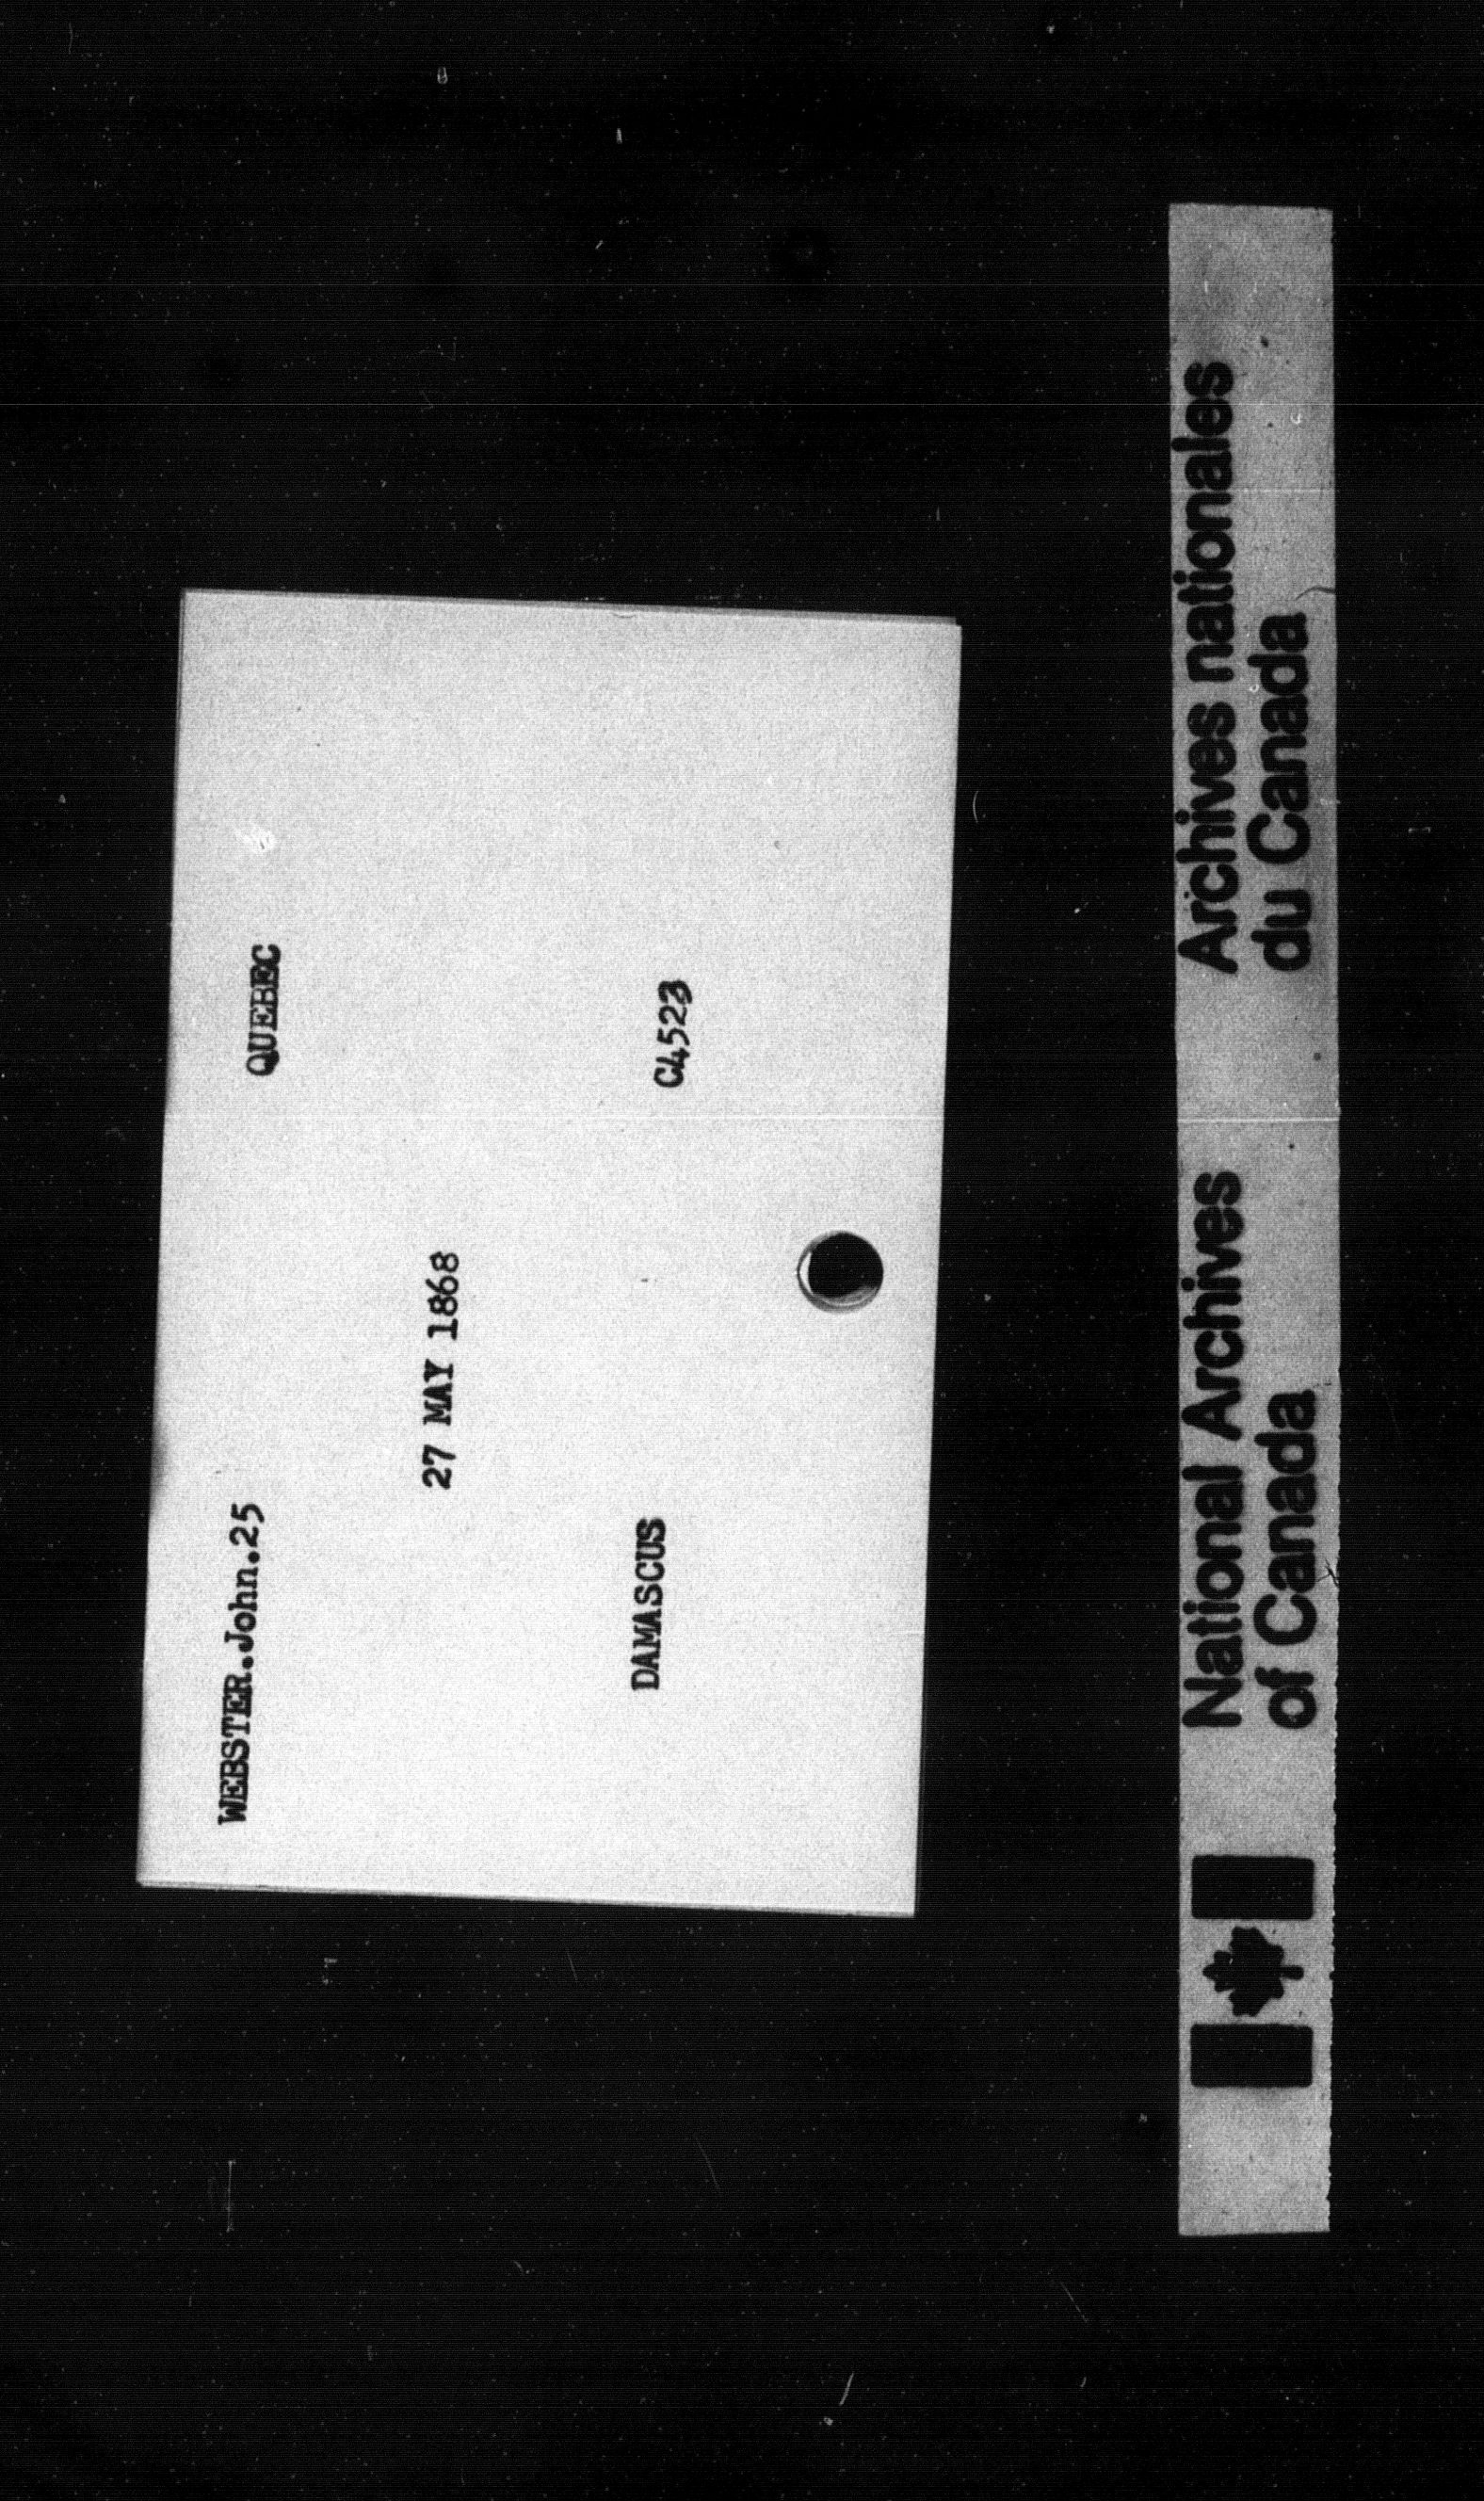 WEBSTER.John.25 QUEBEC
27 MAY 1868
DAMASCUS C4523
National Archives
of Canada
Archives nationales
du Canada